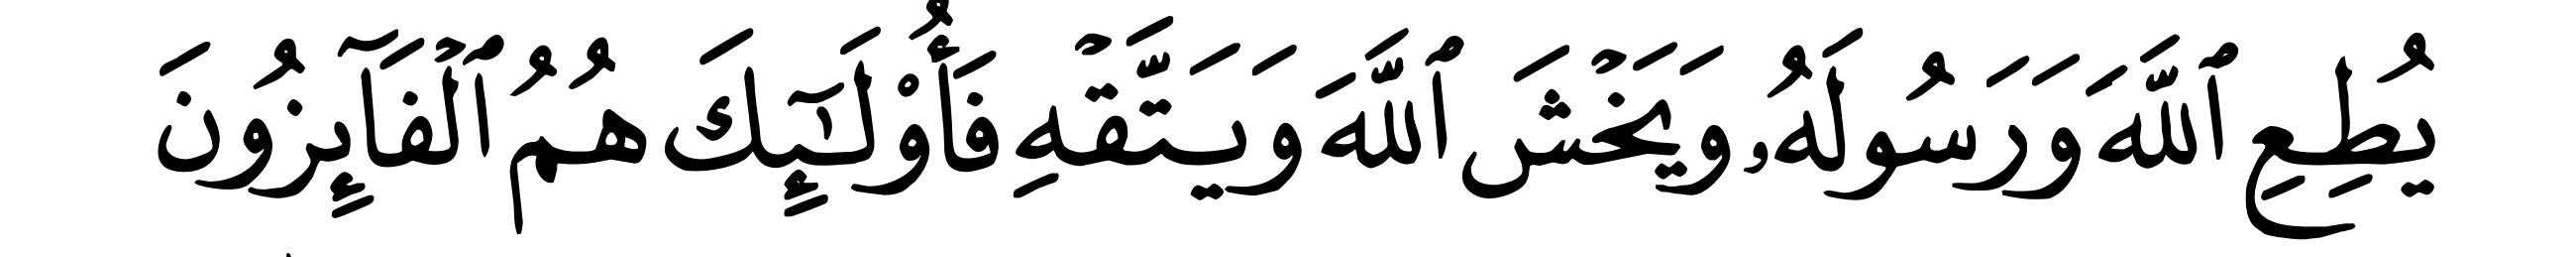 يُطِعِ ٱللَّهَ وَرَسُولَهُۥ وَيَخۡشَ ٱللَّهَ وَيَتَّقۡهِ فَأُوْلَـٰٓئِكَ هُمُ ٱلۡفَآئِزُونَ